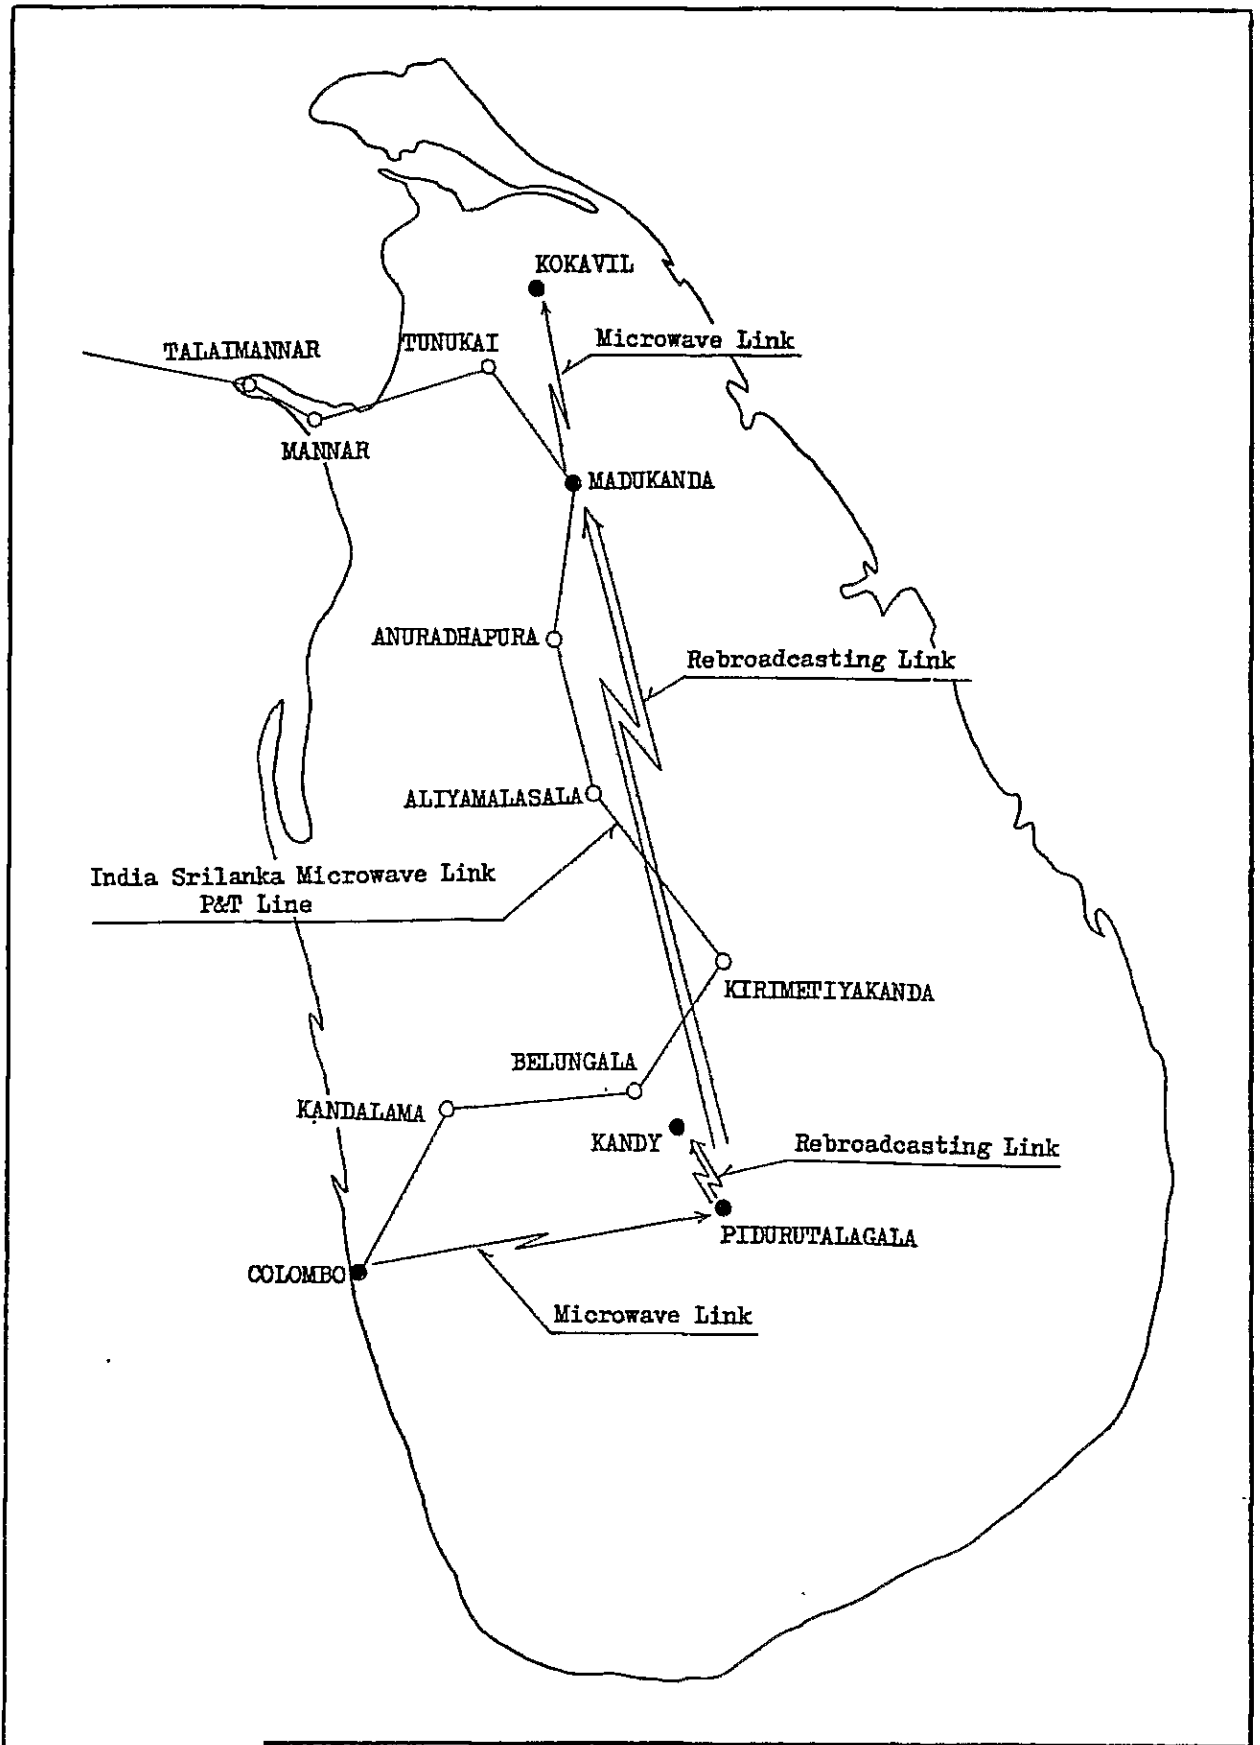 KOKAVIL
Microwave Link
TALAIMANNAR
TUNUKAI
MANNAR
MADUKANDA
ANURADHAPURA
Rebroadcasting Link
ALIYAMALASALA
India Srilanka Microwave Link
P&T Line
KIRIMETIYAKANDA
BELUNGALA
KANDALAMA
KANDY
Rebroadcasting Link
PIDURUTALAGALA
COLOMBO
Microwave Link